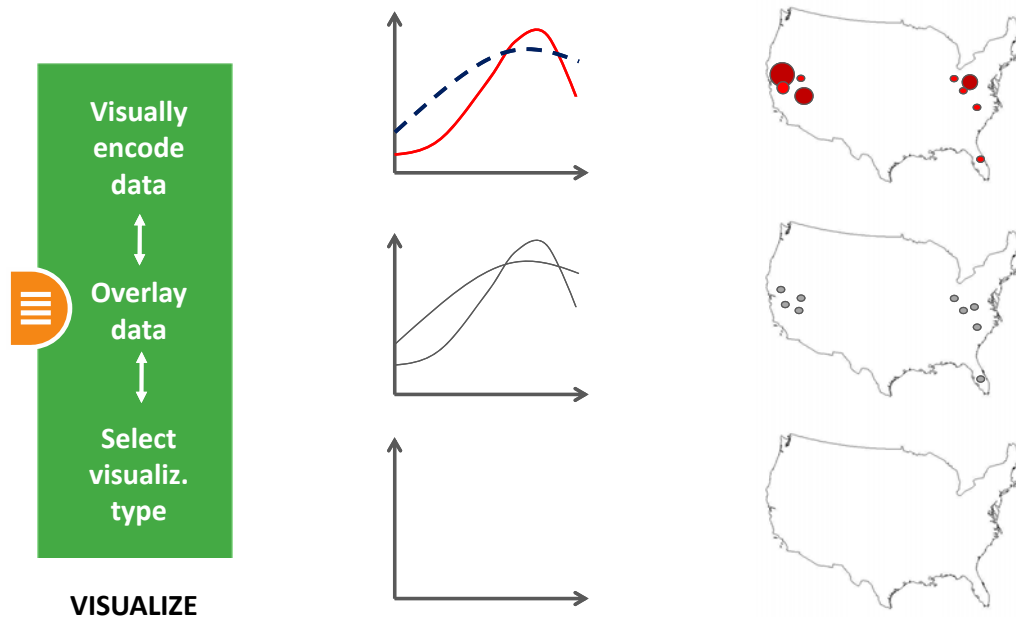 Visually
encode
data
Overlay
data
Select
visualiz.
type
VISUALIZE